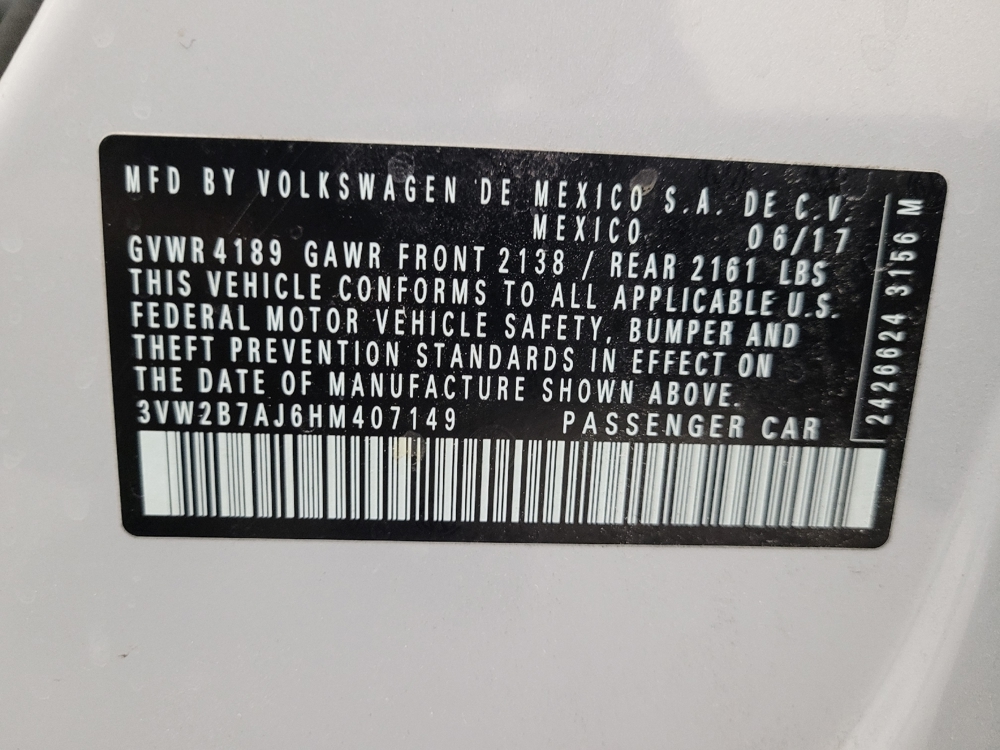 MFD BY VOLKSWAGEN DE MEXICO S.A. DE C.V.
MEXICO 06/17
GVWR 4189 GAWR FRONT 2138 / REAR 2161 LBS
THIS VEHICLE CONFORMS TO ALL APPLICABLE U.S.
FEDERAL MOTOR VEHICLE SAFETY, BUMPER AND
THEFT PREVENTION STANDARDS IN EFFECT ON
THE DATE OF MANUFACTURE SHOWN ABOVE.
3VW2B7AJ6HM407149 PASSENGER CAR
2426624 3156 M